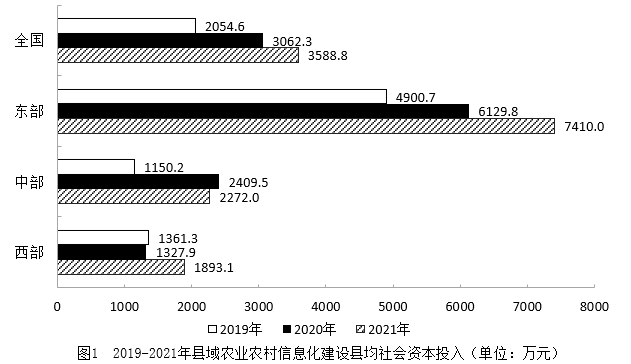 全国
2054.6
3062.3
3588.8
东部
4900.7
6129.8
7410.0
中部
1150.2
2409.5
2272.0
西部
1361.3
1327.9
1893.1
0 1000 2000 3000 4000 5000 6000 7000 8000
2019年 2020年 2021年
图1 2019-2021年县域农业农村信息化建设县均社会资本投入（单位：万元）